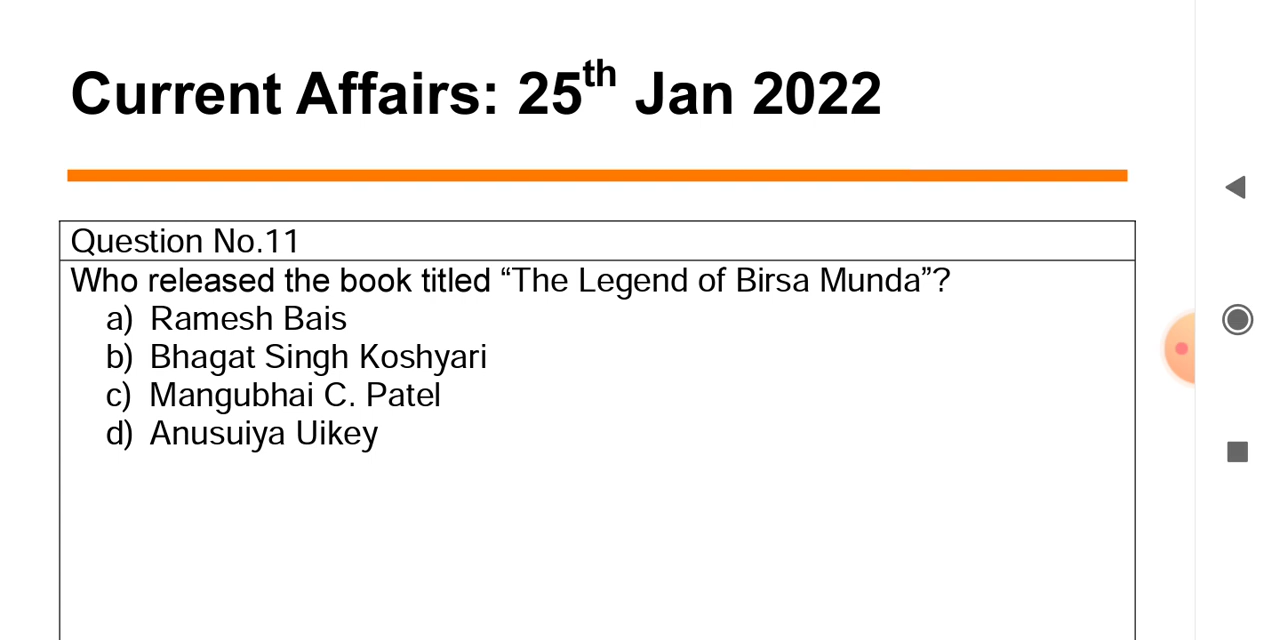 Current Affairs: 25th Jan 2022
Question No.11
Who released the book titled “The Legend of Birsa Munda”?
a) Ramesh Bais
b) Bhagat Singh Koshyari
c) Mangubhai C. Patel
d) Anusuiya Uikey